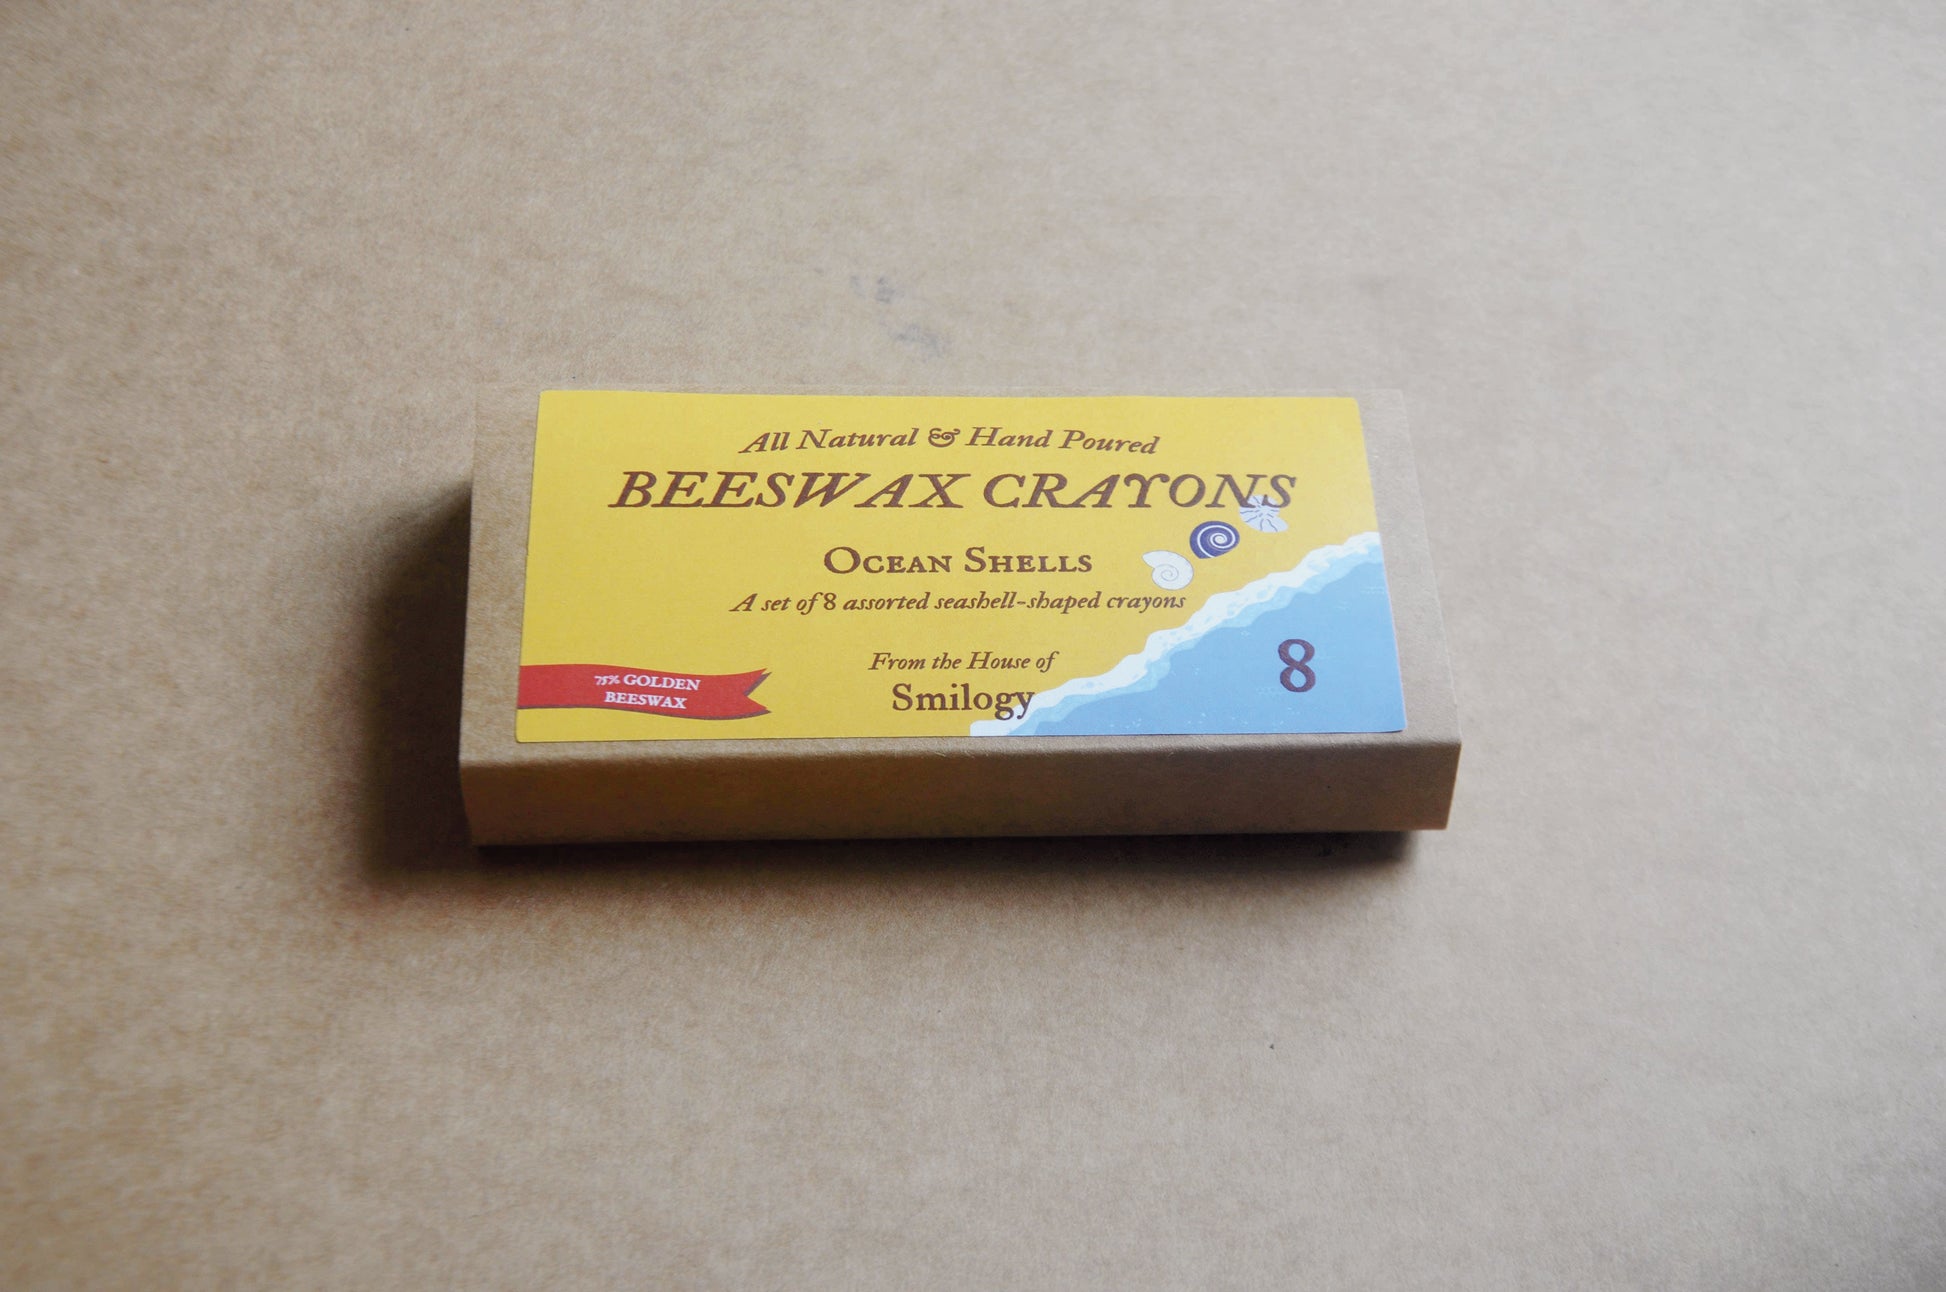 All Natural & Hand Poured
BEESWAX CRAYONS
OCEAN SHELLS
A set of 8 assorted seashell-shaped crayons
From the House of
Smilogy
75% GOLDEN
BEESWAX
8